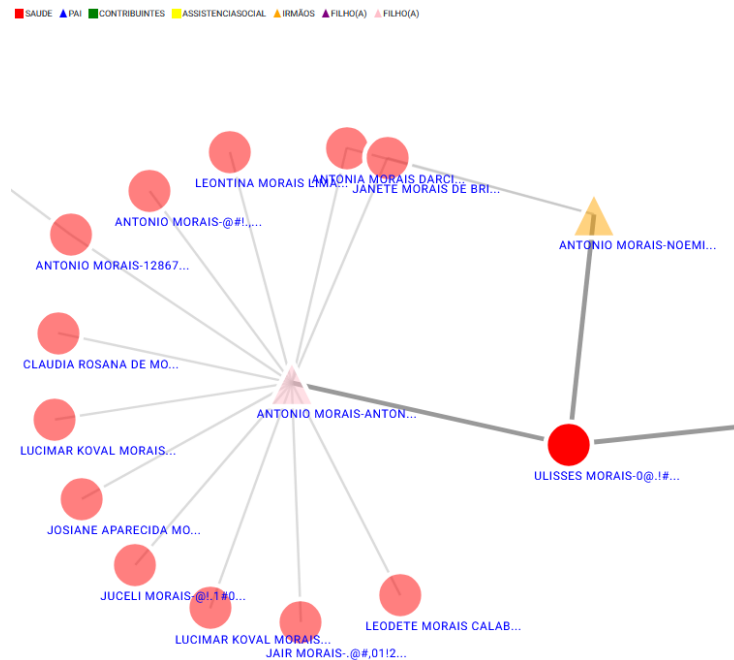 SAUDE PAI CONTRIBUINTES ASSISTENCIASOCIAL IRMÃOS FILHO(A) FILHO(A)
LEONTINA MORAIS LIMA...
ANTONIA MORAIS DARCI...
JANETE MORAIS DE BRI...
ANTONIO MORAIS-@#!.,...
ANTONIO MORAIS-NOEMI...
ANTONIO MORAIS-12867...
CLAUDIA ROSANA DE MO...
ANTONIO MORAIS-ANTON...
LUCIMAR KOVAL MORAIS...
ULISSES MORAIS-0@.!#...
JOSIANE APARECIDA MO...
JUCELI MORAIS-@!.1#0...
LEODETE MORAIS CALAB...
LUCIMAR KOVAL MORAIS...
JAIR MORAIS-.@#,01!2...